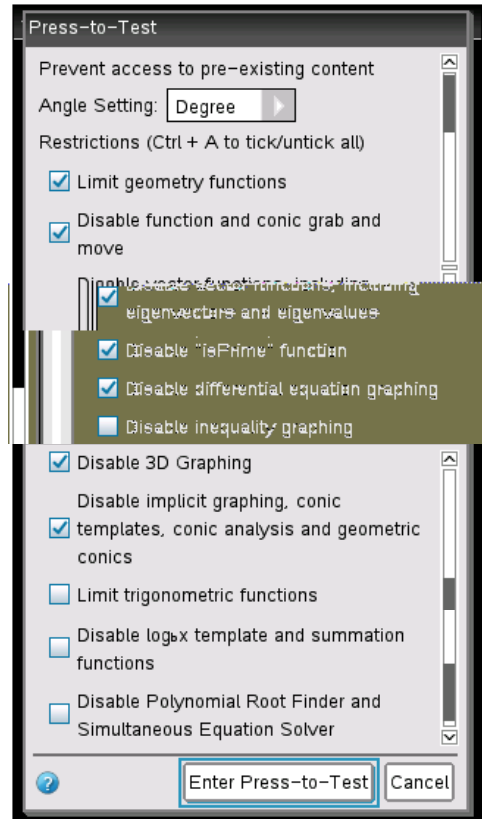 Press-to-Test
Prevent access to pre-existing content
Angle Setting: Degree
Restrictions (Ctrl + A to tick/untick all)
Limit geometry functions
Disable function and conic grab and
move
Disable vector functions, including
eigenvectors and eigenvalues
Disable "isPrime" function
Disable differential equation graphing
Disable inequality graphing
Disable 3D Graphing
Disable implicit graphing, conic
templates, conic analysis and geometric
conics
Limit trigonometric functions
Disable logbx template and summation
functions
Disable Polynomial Root Finder and
Simultaneous Equation Solver
? Enter Press-to-Test Cancel